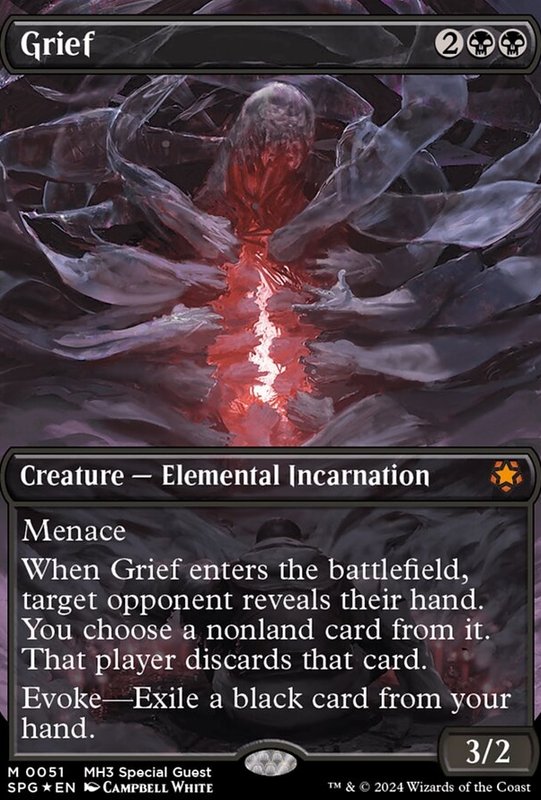 Grief 2
Creature — Elemental Incarnation
Menace
When Grief enters the battlefield,
target opponent reveals their hand.
You choose a nonland card from it.
That player discards that card.
Evoke—Exile a black card from your
hand.
3/2
M 0051 MH3 Special Guest
SPG ★ EN Campbell White
™ & © 2024 Wizards of the Coast